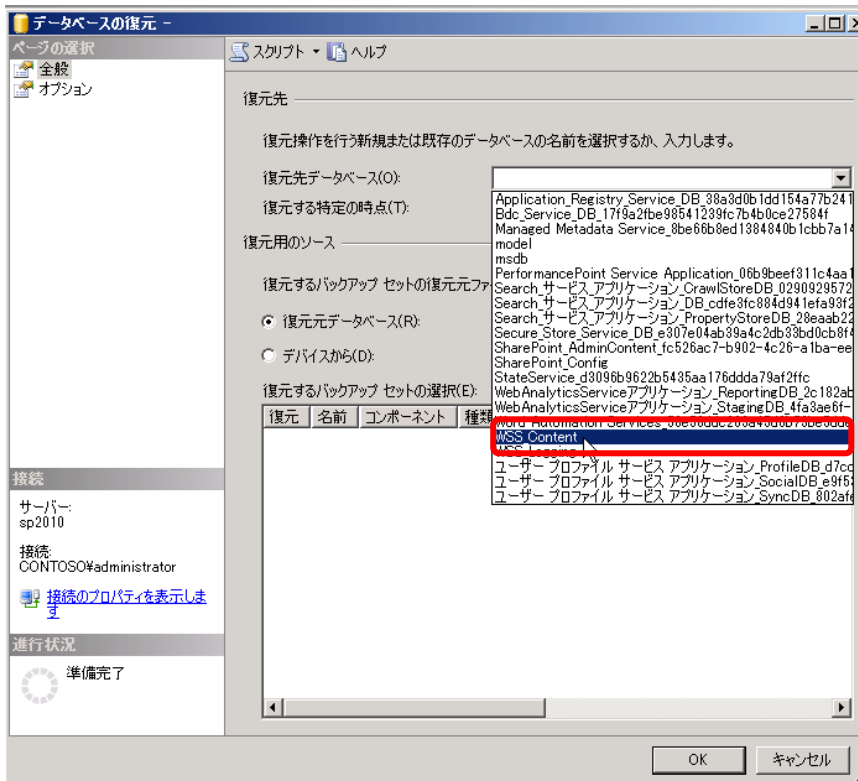 データベースの復元 -
ページの選択
全般
オプション
スクリプト ヘルプ
復元先
復元操作を行う新規または既存のデータベースの名前を選択するか、入力します。
復元先データベース(O):
復元する特定の時点(T):
Application_Registry_Service_DB_38a3d0b1dd154a77b241
Bdc_Service_DB_17f9a2fbe98541239fc7b4b0ce27584f
Managed Metadata Service_8be66b8ed1384840b1cbb7a14
model
msdb
PerformancePoint Service Application_06b9beef311c4aa1
Search_サービス_アプリケーション_CrawlStoreDB_0290929572
Search_サービス_アプリケーション_DB_cdfe3fc884d941efa93f2
Search_サービス_アプリケーション_PropertyStoreDB_28eaab22
Secure_Store_Service_DB_e307e04ab39a4c2db33bd0cb8f4
SharePoint_AdminContent_fc526ac7-b902-4c26-a1ba-ee
SharePoint_Config
StateService_d3096b9622b5435aa176ddda79af2ffc
WebAnalyticsServiceアプリケーション_ReportingDB_2c182ab
WebAnalyticsServiceアプリケーション_StagingDB_4fa3ae6f-
Word Automation Services_
WSS_Content
WSS_Logging
ユーザー プロファイル サービス アプリケーション_ProfileDB_d7cd
ユーザー プロファイル サービス アプリケーション_SocialDB_e9f5
ユーザー プロファイル サービス アプリケーション_SyncDB_802afe
復元用のソース
復元するバックアップ セットの復元元ファ
復元元データベース(R):
デバイスから(D):
復元するバックアップ セットの選択(E):
復元 名前 コンポーネント 種類
接続
サーバー:
sp2010
接続:
CONTOSO¥administrator
接続のプロパティを表示しま
す
進行状況
準備完了
OK キャンセル